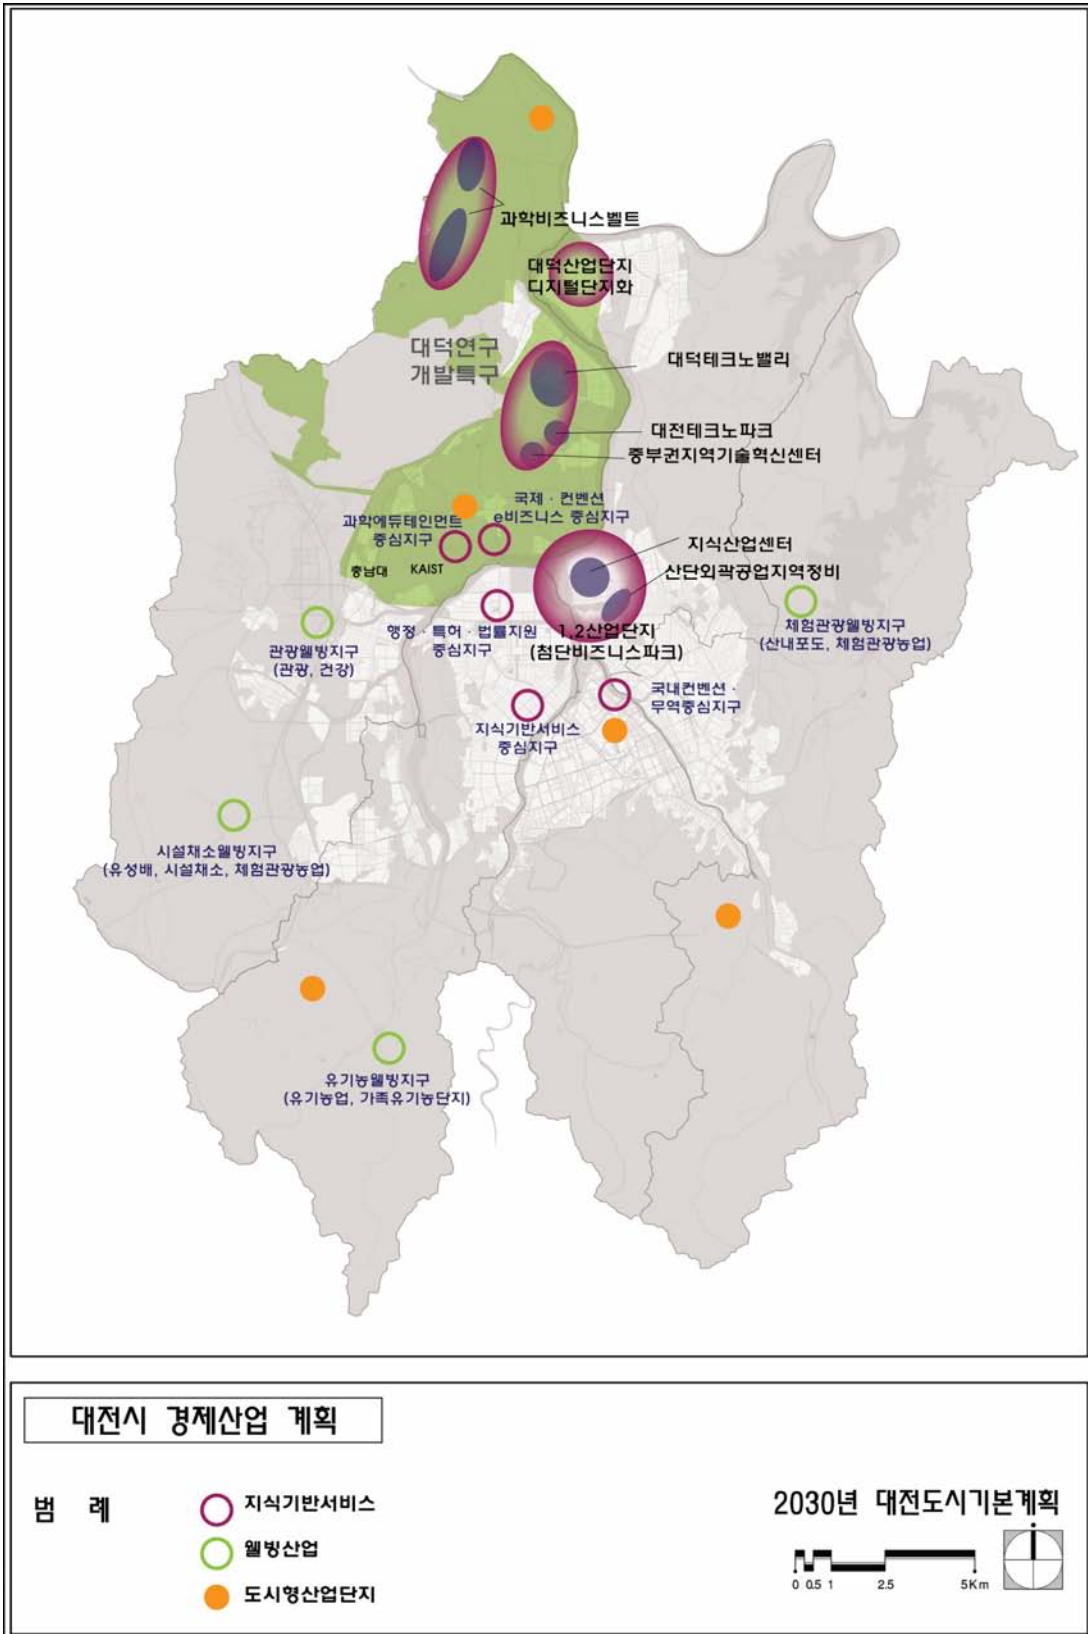 과학비즈니스벨트
대덕산업단지
디지털단지화
대덕연구
개발특구
대덕테크노밸리
대전테크노파크
중부권지역기술혁신센터
국제·컨벤션
e비즈니스 중심지구
과학에듀테인먼트
중심지구
충남대
KAIST
지식산업센터
산단외곽공업지역정비
1,2산업단지
(첨단비즈니스파크)
행정·특허·법률지원
중심지구
관광웰빙지구
(관광, 건강)
체험관광웰빙지구
(산내포도, 체험관광농업)
국내컨벤션·
무역중심지구
지식기반서비스
중심지구
시설채소웰빙지구
(유성배, 시설채소, 체험관광농업)
유기농웰빙지구
(유기농업, 가족유기농단지)
대전시 경제산업 계획
범 례
지식기반서비스
웰빙산업
도시형산업단지
2030년 대전도시기본계획
0 0.5 1 2.5 5Km